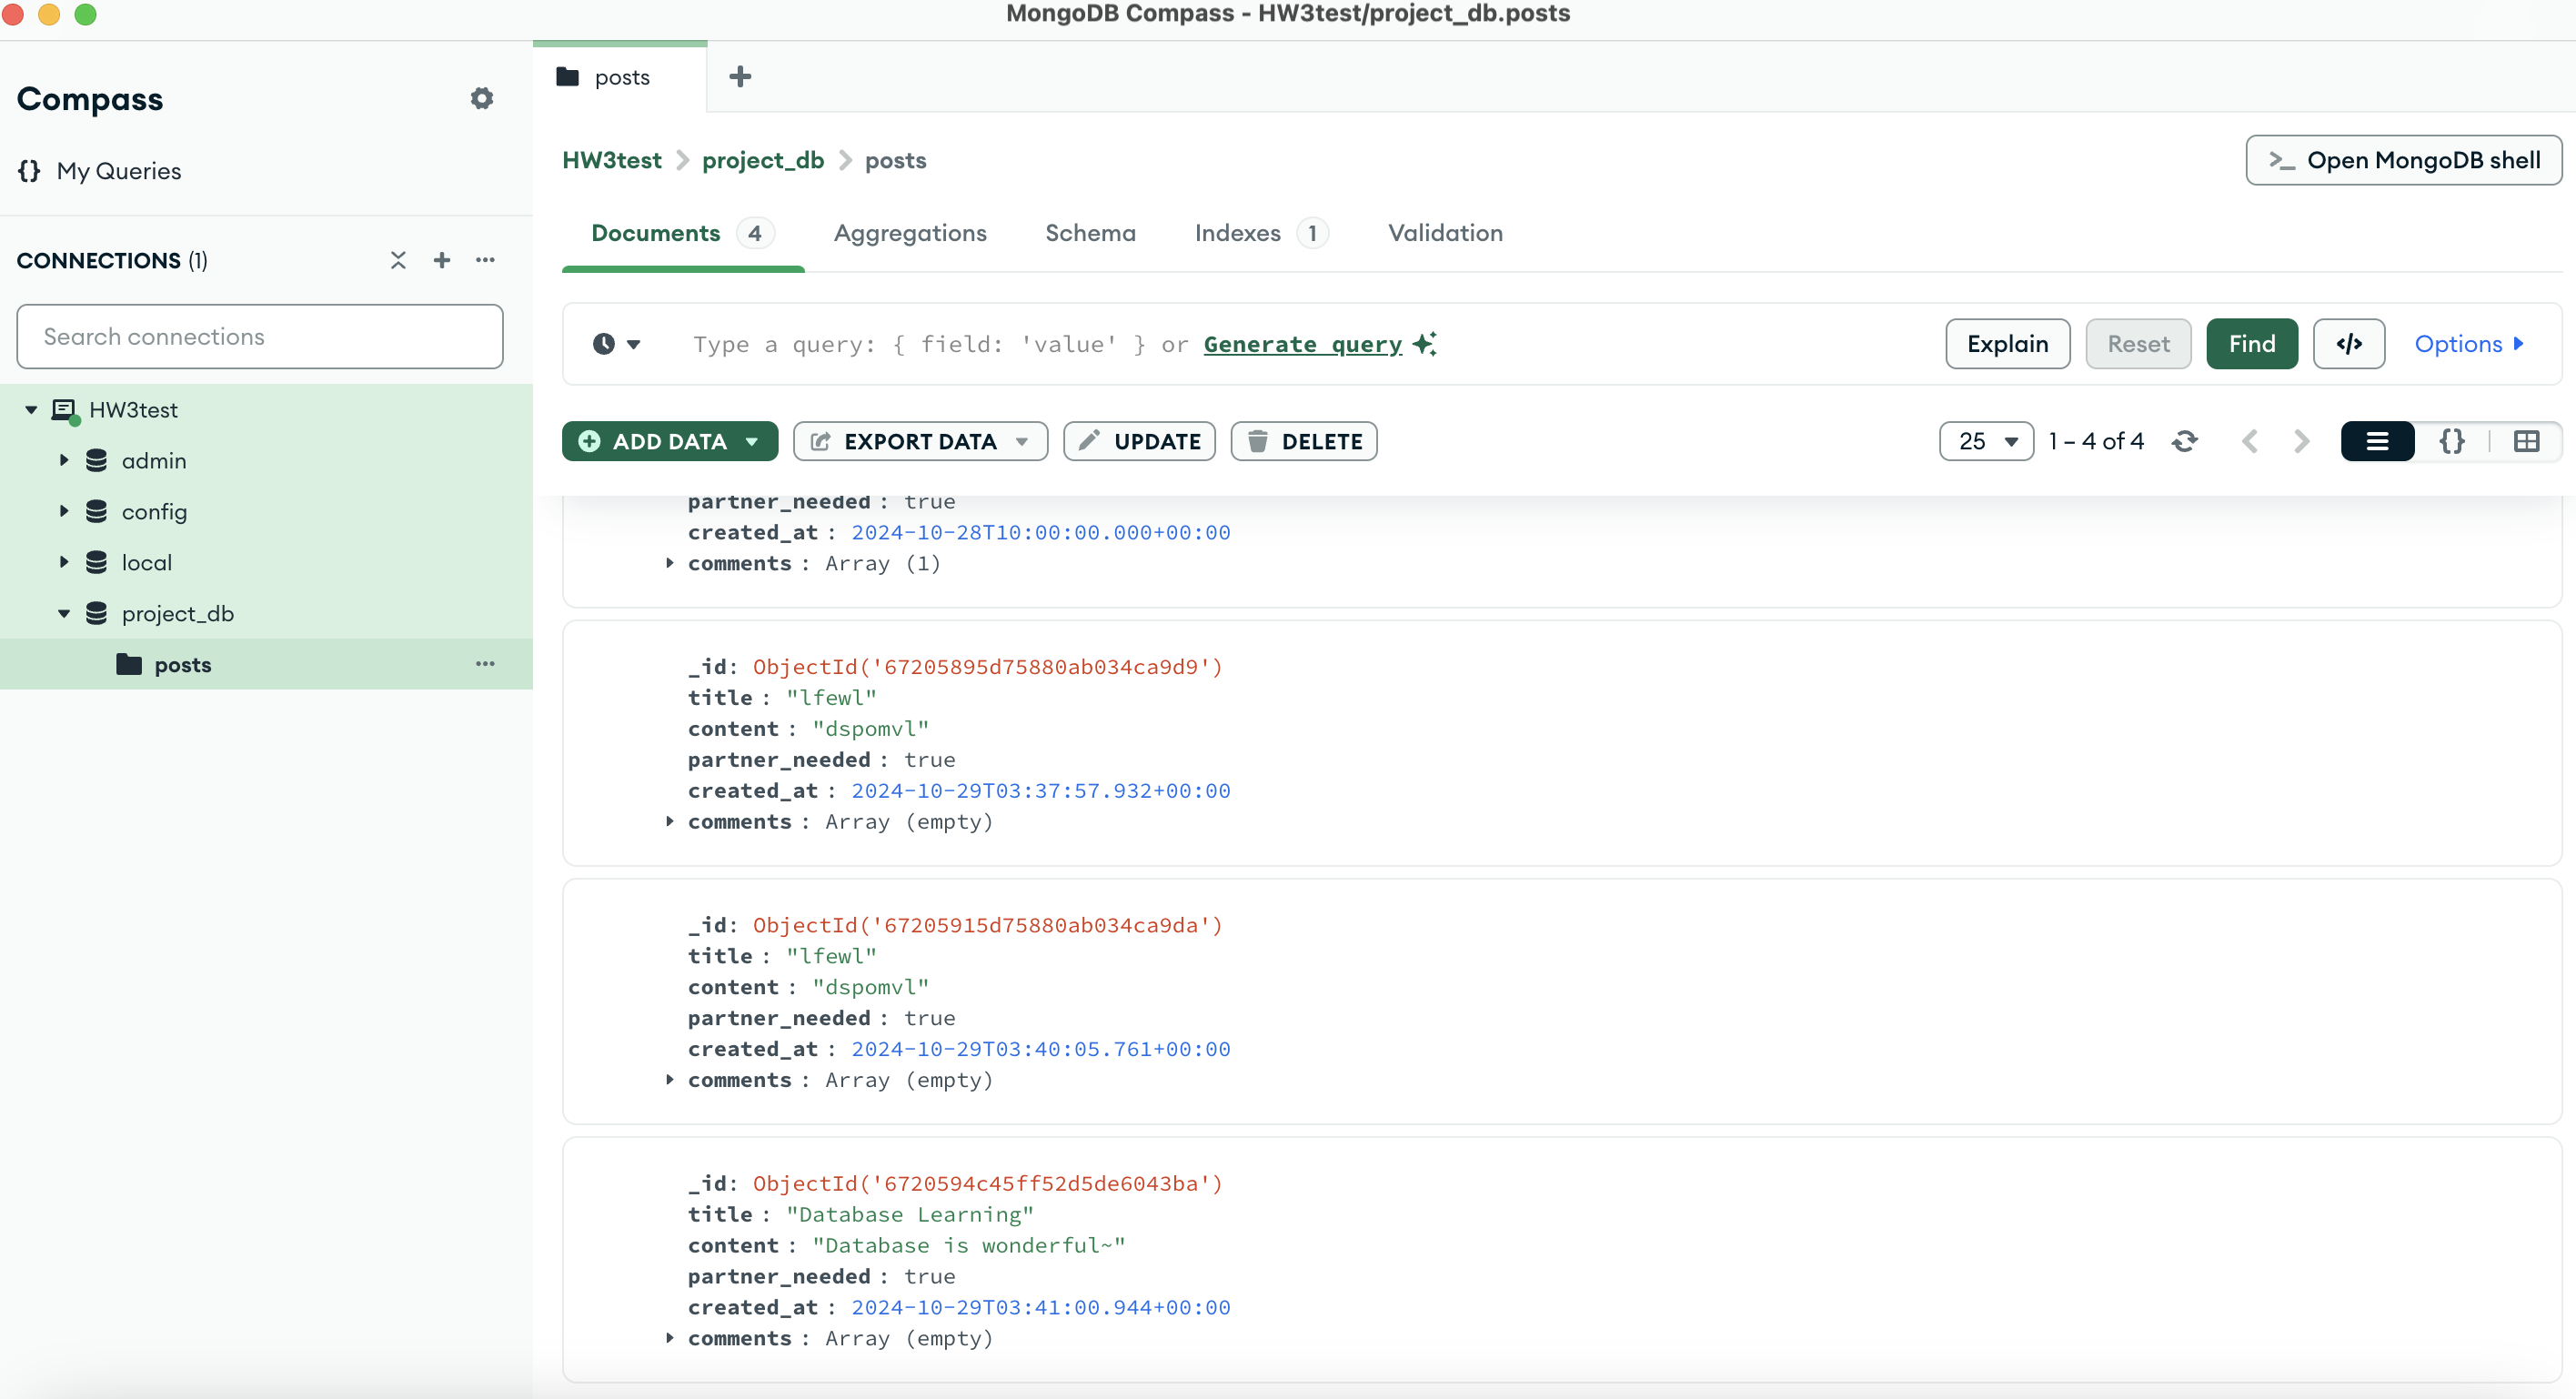 MongoDB Compass - HW3test/project_db.posts
Compass
{} My Queries
CONNECTIONS (1)
Search connections
HW3test
admin
config
local
project_db
posts
posts
HW3test > project_db > posts
>_ Open MongoDB shell
Documents 4 Aggregations Schema Indexes 1 Validation
Type a query: { field: 'value' } or Generate query
Explain Reset Find </> Options
ADD DATA EXPORT DATA UPDATE DELETE
25 1 – 4 of 4 {}
partner_needed : true
created_at : 2024-10-28T10:00:00.000+00:00
comments : Array (1)
_id: ObjectId('67205895d75880ab034ca9d9')
title : "lfewl"
content : "dspomvl"
partner_needed : true
created_at : 2024-10-29T03:37:57.932+00:00
comments : Array (empty)
_id: ObjectId('67205915d75880ab034ca9da')
title : "lfewl"
content : "dspomvl"
partner_needed : true
created_at : 2024-10-29T03:40:05.761+00:00
comments : Array (empty)
_id: ObjectId('6720594c45ff52d5de6043ba')
title : "Database Learning"
content : "Database is wonderful~"
partner_needed : true
created_at : 2024-10-29T03:41:00.944+00:00
comments : Array (empty)